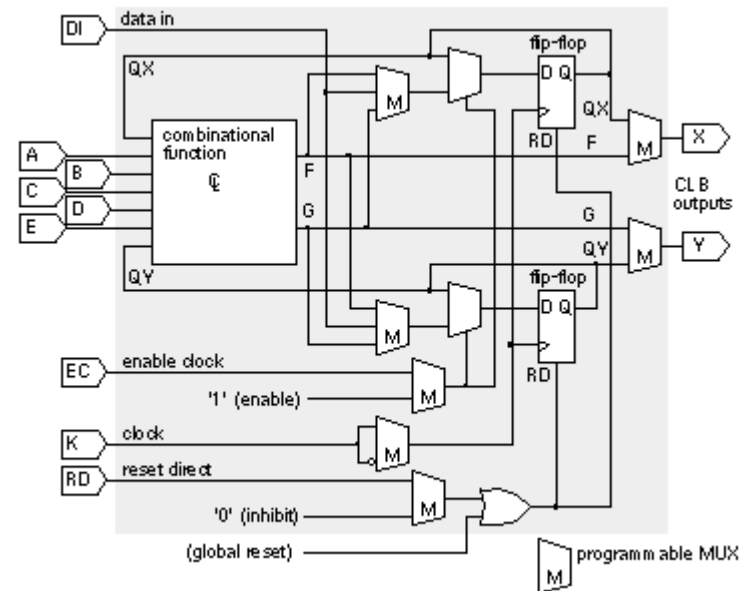 DI
data in
flip-flop
QX
D Q
M
QX
combinational
function
RD
F
M
X
A
B
F
C
D
G
CLB
outputs
E
G
QY
M
Y
QY
flip-flop
D Q
M
EC
enable clock
RD
'1' (enable)
M
K
clock
M
RD
reset direct
M
'0' (inhibit)
(global reset)
M
programmable MUX